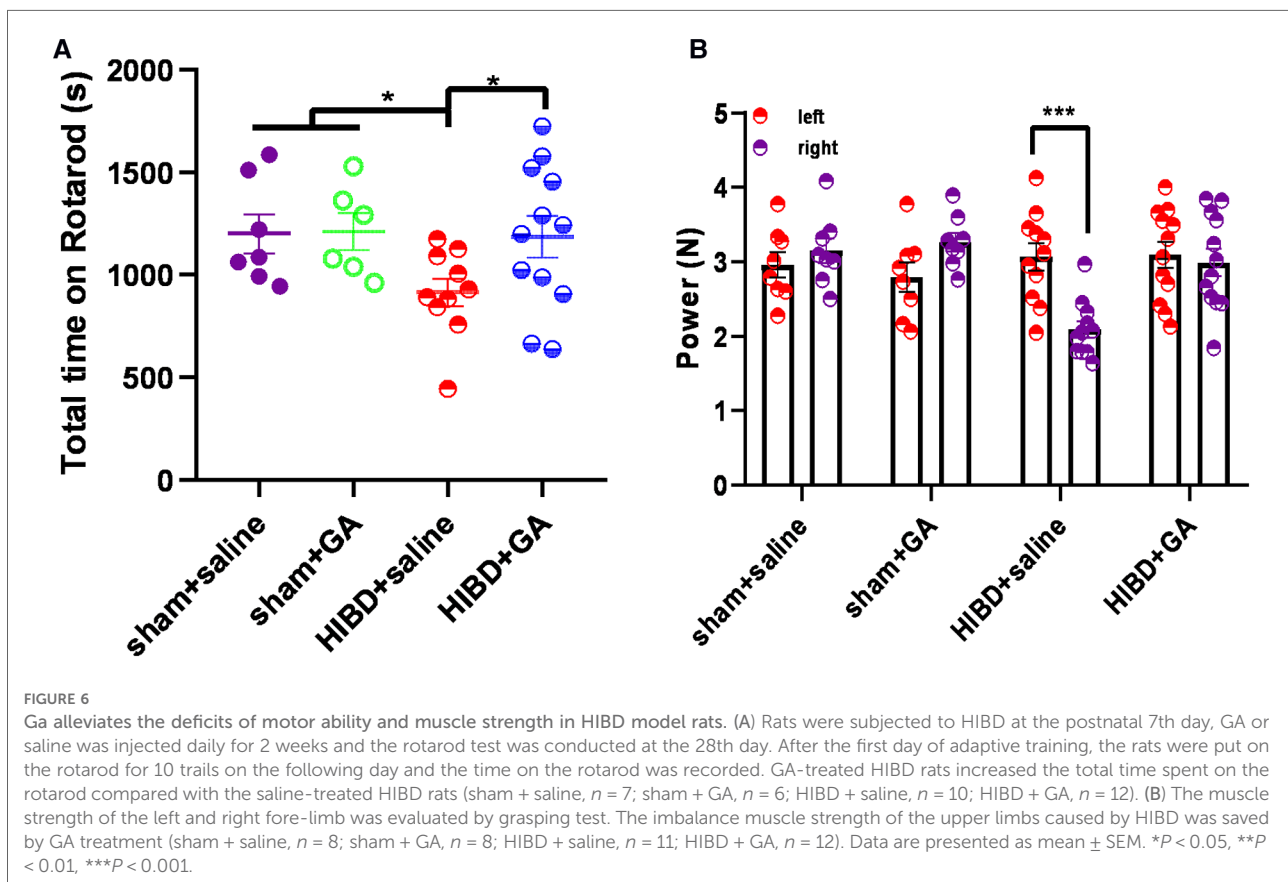 A
Total time on Rotarod (s)
2000
1500
1000
500
0
*
*
sham+saline
sham+GA
HIBD+saline
HIBD+GA
B
Power (N)
5
4
3
2
1
0
left
right
***
sham+saline
sham+GA
HIBD+saline
HIBD+GA
FIGURE 6
Ga alleviates the deficits of motor ability and muscle strength in HIBD model rats. (A) Rats were subjected to HIBD at the postnatal 7th day, GA or
saline was injected daily for 2 weeks and the rotarod test was conducted at the 28th day. After the first day of adaptive training, the rats were put on
the rotarod for 10 trails on the following day and the time on the rotarod was recorded. GA-treated HIBD rats increased the total time spent on the
rotarod compared with the saline-treated HIBD rats (sham + saline, n = 7; sham + GA, n = 6; HIBD + saline, n = 10; HIBD + GA, n = 12). (B) The muscle
strength of the left and right fore-limb was evaluated by grasping test. The imbalance muscle strength of the upper limbs caused by HIBD was saved
by GA treatment (sham + saline, n = 8; sham + GA, n = 8; HIBD + saline, n = 11; HIBD + GA, n = 12). Data are presented as mean ± SEM. *P < 0.05, **P
< 0.01, ***P < 0.001.